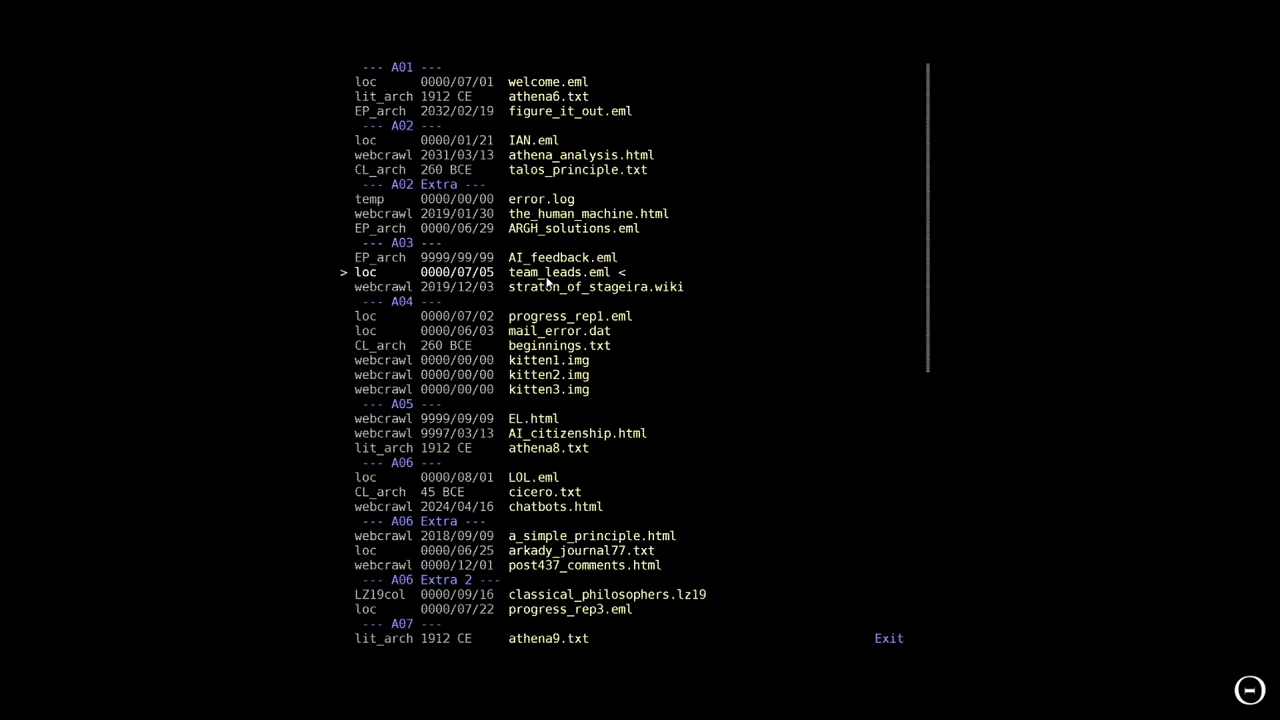 --- A01 ---
loc 0000/07/01 welcome.eml
lit_arch 1912 CE athena6.txt
EP_arch 2032/02/19 figure_it_out.eml
--- A02 ---
loc 0000/01/21 IAN.eml
webcrawl 2031/03/13 athena_analysis.html
CL_arch 260 BCE talos_principle.txt
--- A02 Extra ---
temp 0000/00/00 error.log
webcrawl 2019/01/30 the_human_machine.html
EP_arch 0000/06/29 ARGH_solutions.eml
--- A03 ---
EP_arch 9999/99/99 AI_feedback.eml
> loc 0000/07/05 team_leads.eml <
webcrawl 2019/12/03 straton_of_stageira.wiki
--- A04 ---
loc 0000/07/02 progress_rep1.eml
loc 0000/06/03 mail_error.dat
CL_arch 260 BCE beginnings.txt
webcrawl 0000/00/00 kitten1.img
webcrawl 0000/00/00 kitten2.img
webcrawl 0000/00/00 kitten3.img
--- A05 ---
webcrawl 9999/09/09 EL.html
webcrawl 9997/03/13 AI_citizenship.html
lit_arch 1912 CE athena8.txt
--- A06 ---
loc 0000/08/01 LOL.eml
CL_arch 45 BCE cicero.txt
webcrawl 2024/04/16 chatbots.html
--- A06 Extra ---
webcrawl 2018/09/09 a_simple_principle.html
loc 0000/06/25 arkady_journal77.txt
webcrawl 0000/12/01 post437_comments.html
--- A06 Extra 2 ---
LZ19col 0000/09/16 classical_philosophers.lz19
loc 0000/07/22 progress_rep3.eml
--- A07 ---
lit_arch 1912 CE athena9.txt
Exit